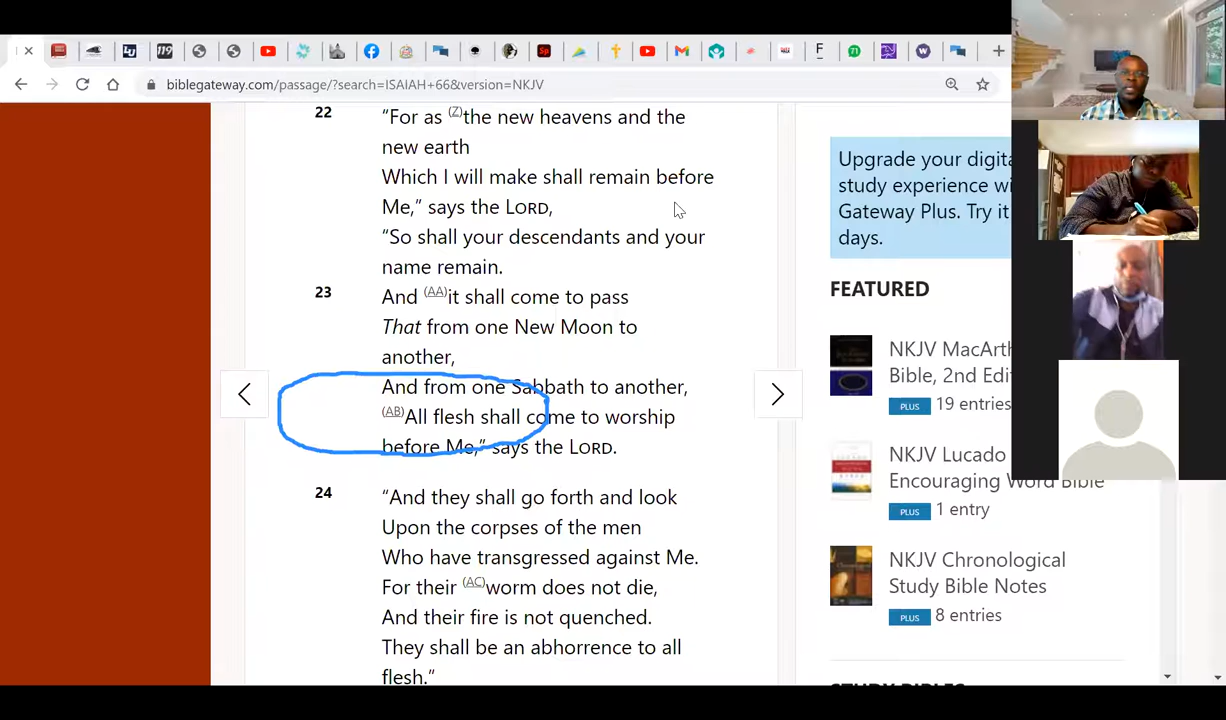 biblegateway.com/passage/?search=ISAIAH+66&version=NKJV
22 “For as (Z)the new heavens and the
new earth
Which I will make shall remain before
Me,” says the LORD,
“So shall your descendants and your
name remain.
23 And (AA)it shall come to pass
That from one New Moon to
another,
And from one Sabbath to another,
(AB)All flesh shall come to worship
before Me,” says the LORD.
24 “And they shall go forth and look
Upon the corpses of the men
Who have transgressed against Me.
For their (AC)worm does not die,
And their fire is not quenched.
They shall be an abhorrence to all
flesh.”
Upgrade your digita
study experience wi
Gateway Plus. Try it
days.
FEATURED
NKJV MacArth
Bible, 2nd Edi
PLUS 19 entries
NKJV Lucado
Encouraging Word Bible
PLUS 1 entry
NKJV Chronological
Study Bible Notes
PLUS 8 entries
STUDY BIBLES